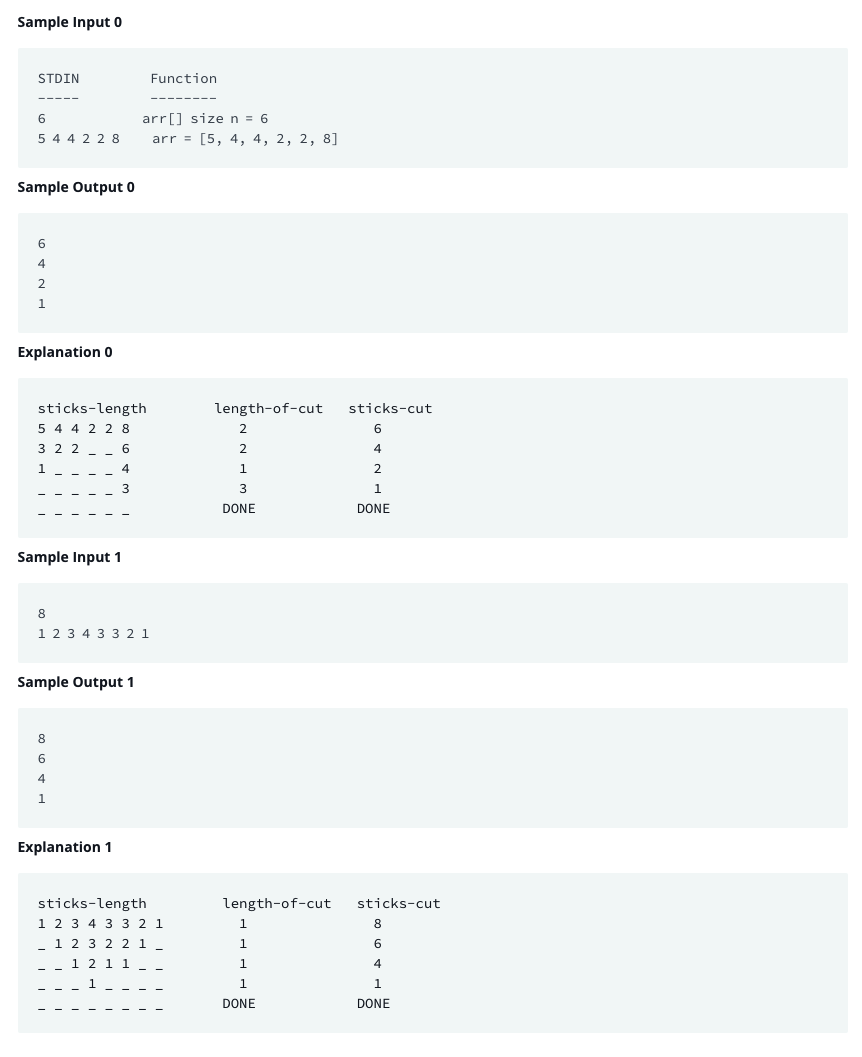 Sample Input 0
STDIN Function
----- --------
6 arr[] size n = 6
5 4 4 2 2 8 arr = [5, 4, 4, 2, 2, 8]
Sample Output 0
6
4
2
1
Explanation 0
sticks-length length-of-cut sticks-cut
5 4 4 2 2 8 2 6
3 2 2 _ _ 6 2 4
1 _ _ _ _ 4 1 2
_ _ _ _ _ 3 3 1
_ _ _ _ _ _ DONE DONE
Sample Input 1
8
1 2 3 4 3 3 2 1
Sample Output 1
8
6
4
1
Explanation 1
sticks-length length-of-cut sticks-cut
1 2 3 4 3 3 2 1 1 8
_ 1 2 3 2 2 1 _ 1 6
_ _ 1 2 1 1 _ _ 1 4
_ _ _ 1 _ _ _ _ 1 1
_ _ _ _ _ _ _ _ DONE DONE